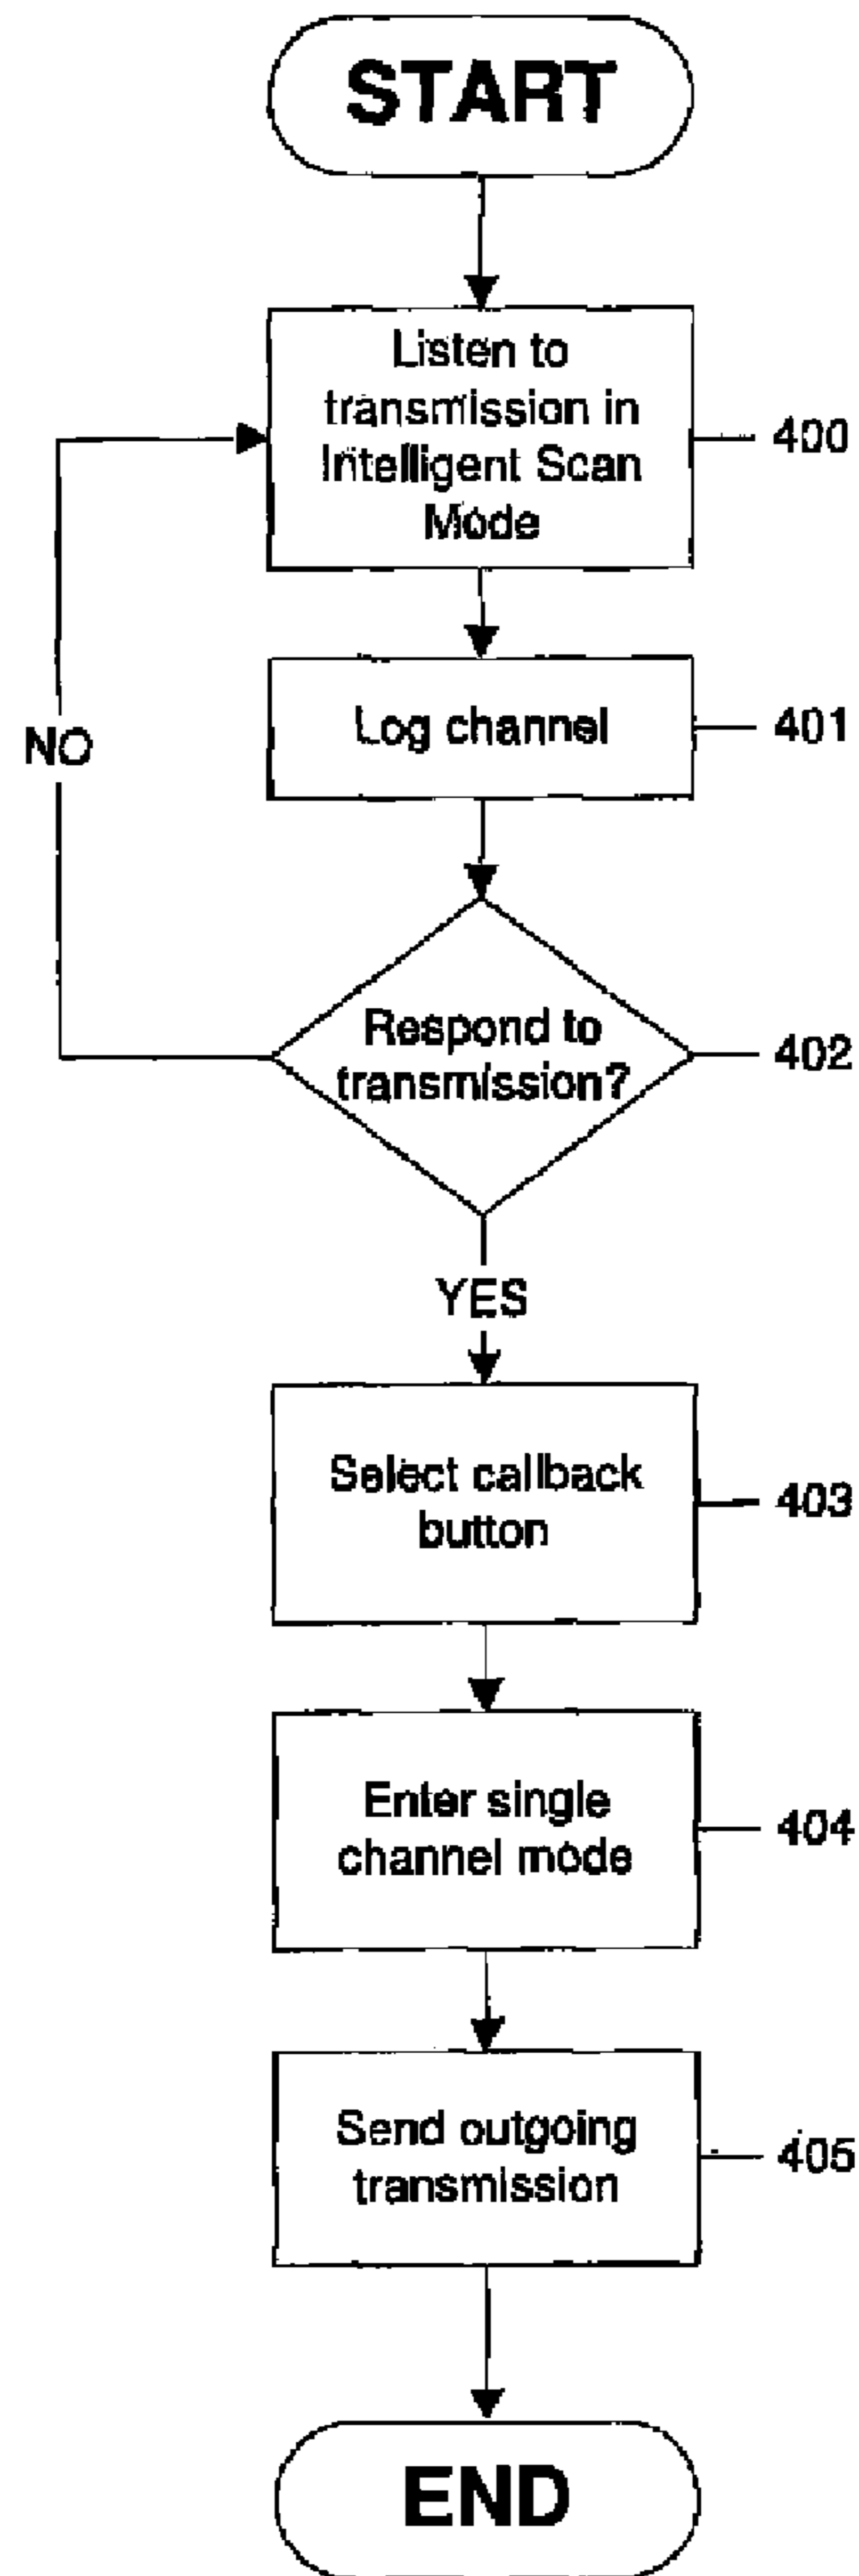 START
Listen to
transmission in
Intelligent Scan
Mode
400
Log channel
401
NO
Respond to
transmission?
402
YES
Select callback
button
403
Enter single
channel mode
404
Send outgoing
transmission
405
END